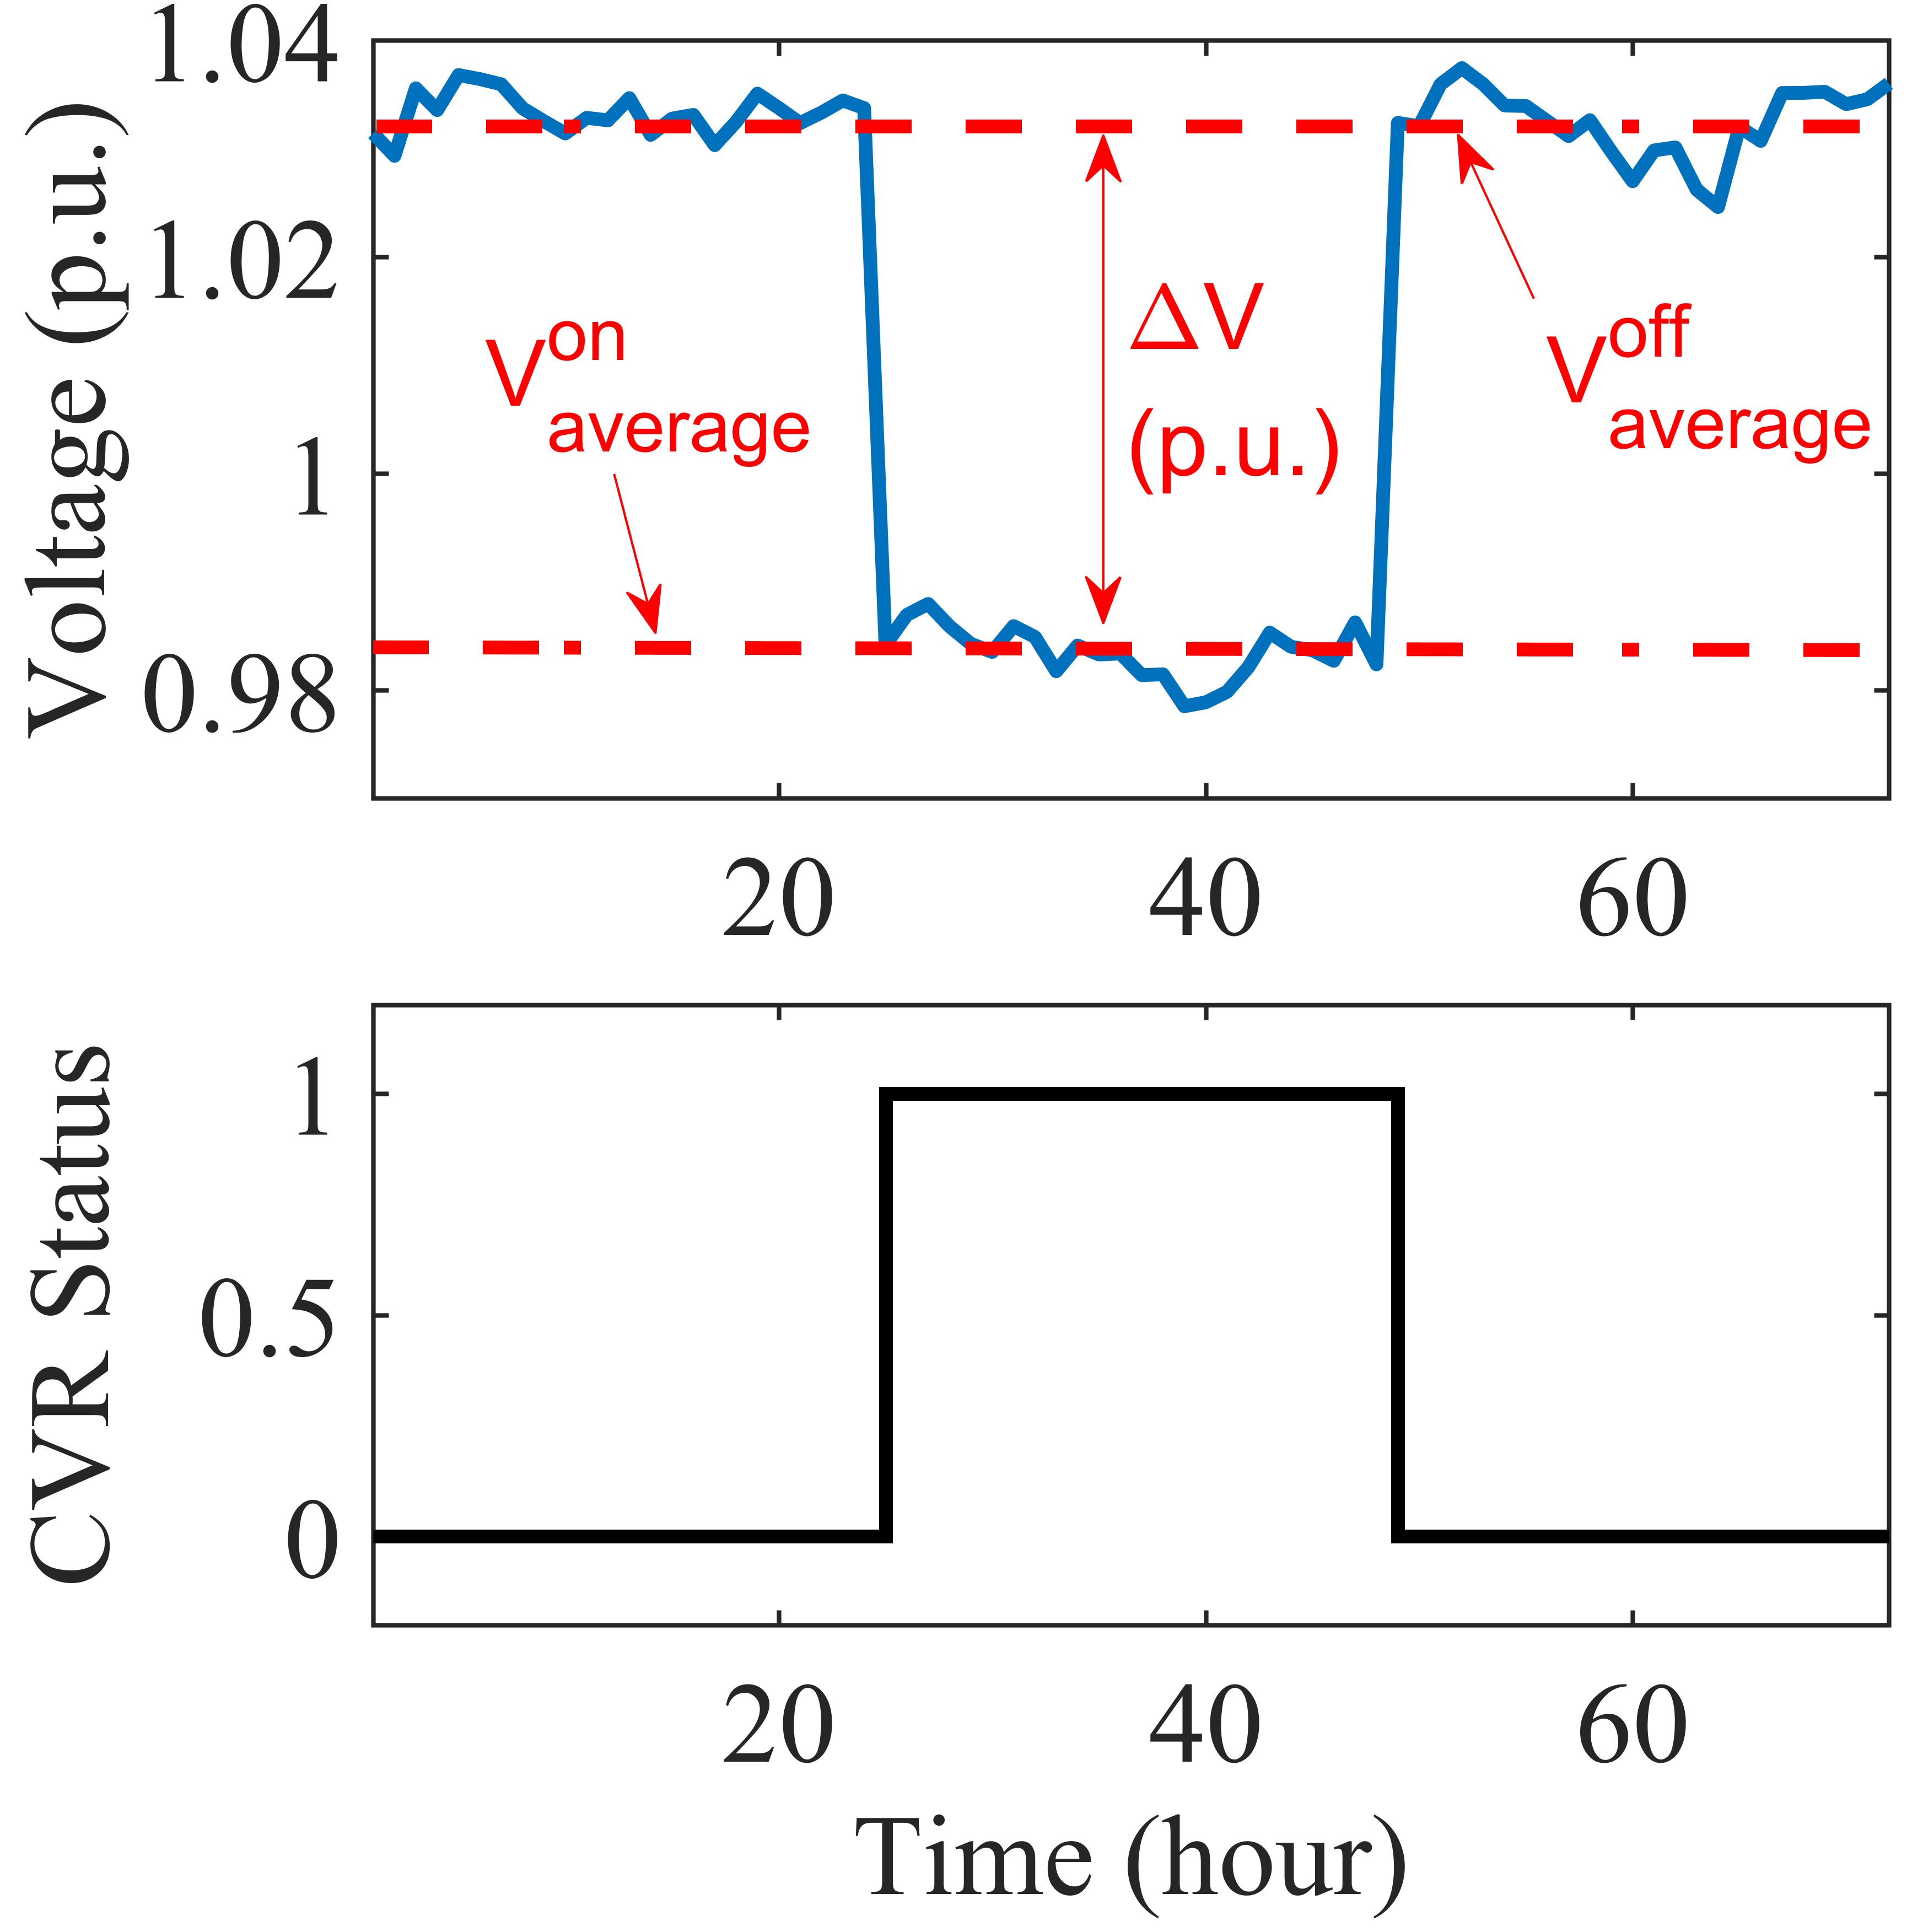 Voltage (p.u.)
1.04
1.02
1
0.98
V on average
ΔV
(p.u.)
V off average
20 40 60
CVR Status
1
0.5
0
20 40 60
Time (hour)